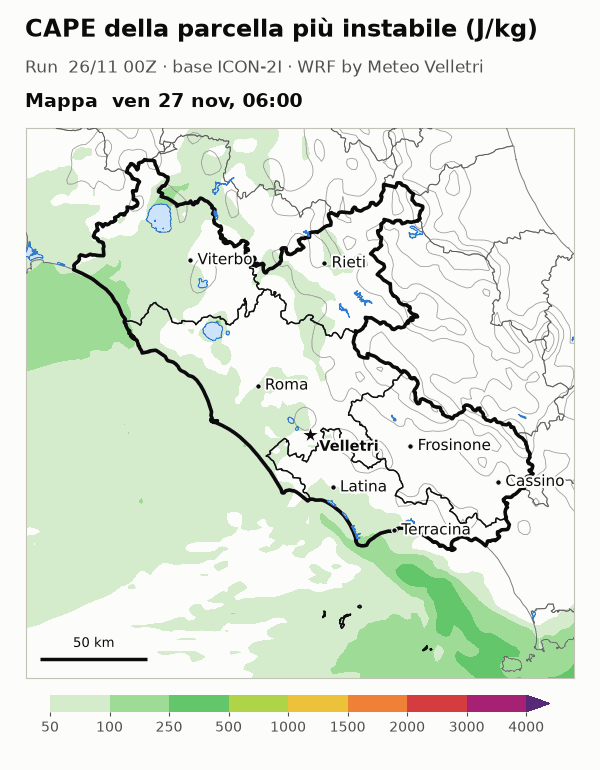 CAPE della parcella più instabile (J/kg)
Run  26/11 00Z · base ICON-2I · WRF by Meteo Velletri
Mappa  ven 27 nov, 06:00
Viterbo
Rieti
Roma
Velletri
Frosinone
Cassino
Latina
Terracina
50 km
50 100 250 500 1000 1500 2000 3000 4000